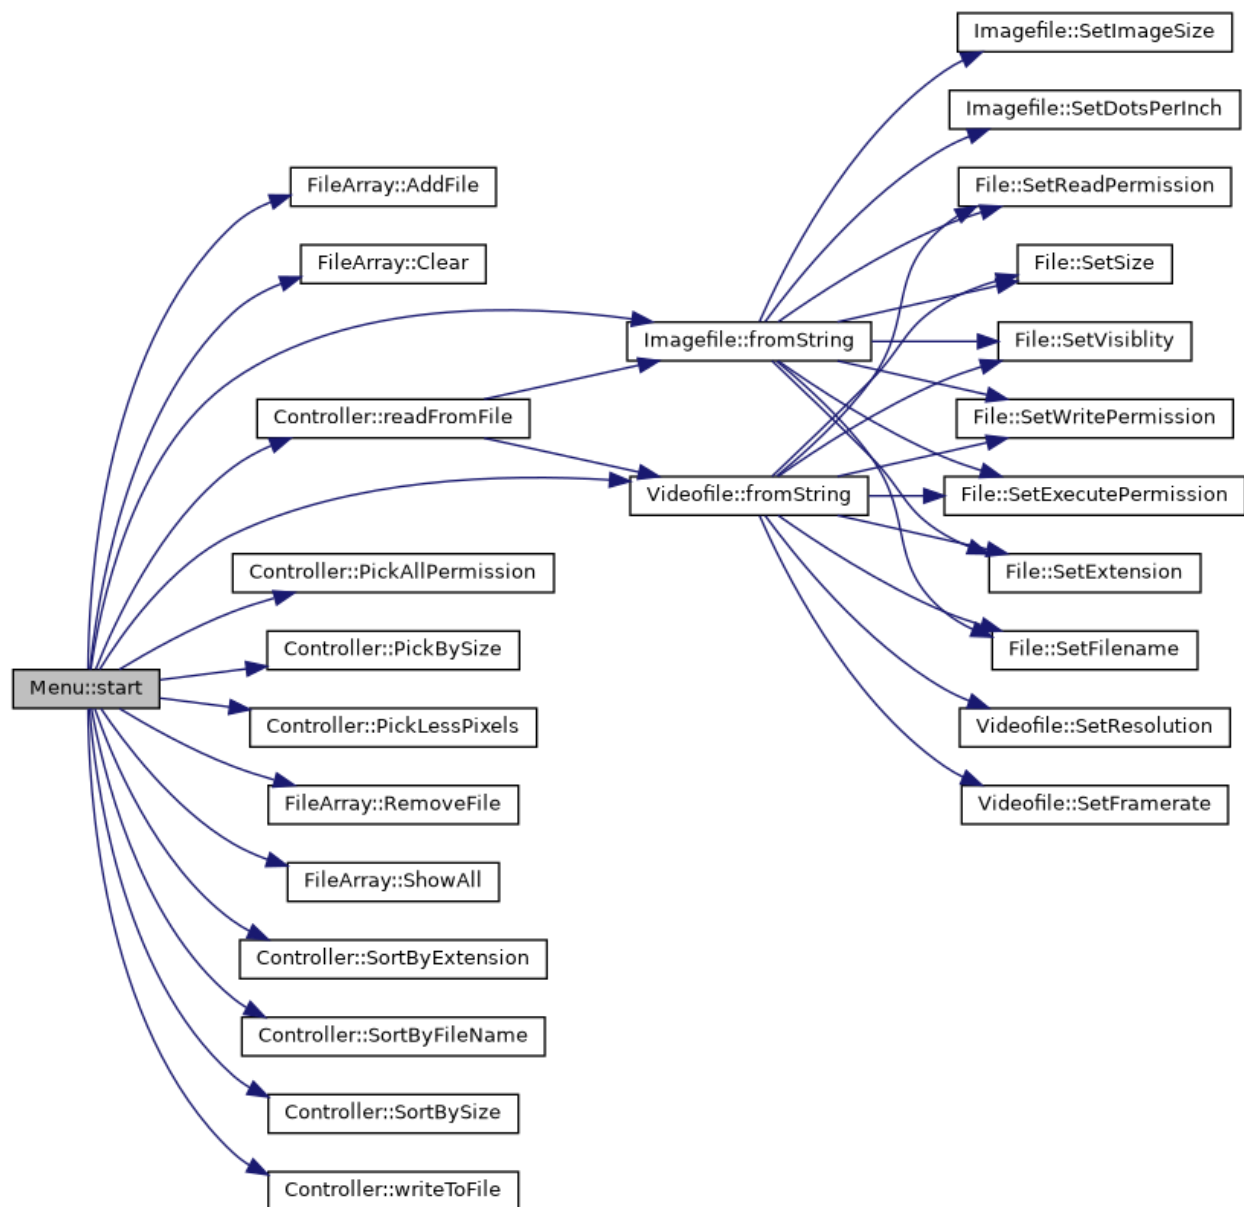 Imagefile::SetImageSize
Imagefile::SetDotsPerInch
FileArray::AddFile
File::SetReadPermission
FileArray::Clear
File::SetSize
Imagefile::fromString
File::SetVisiblity
Controller::readFromFile
File::SetWritePermission
Videofile::fromString
File::SetExecutePermission
Controller::PickAllPermission
File::SetExtension
Controller::PickBySize
File::SetFilename
Menu::start
Controller::PickLessPixels
Videofile::SetResolution
FileArray::RemoveFile
Videofile::SetFramerate
FileArray::ShowAll
Controller::SortByExtension
Controller::SortByFileName
Controller::SortBySize
Controller::writeToFile